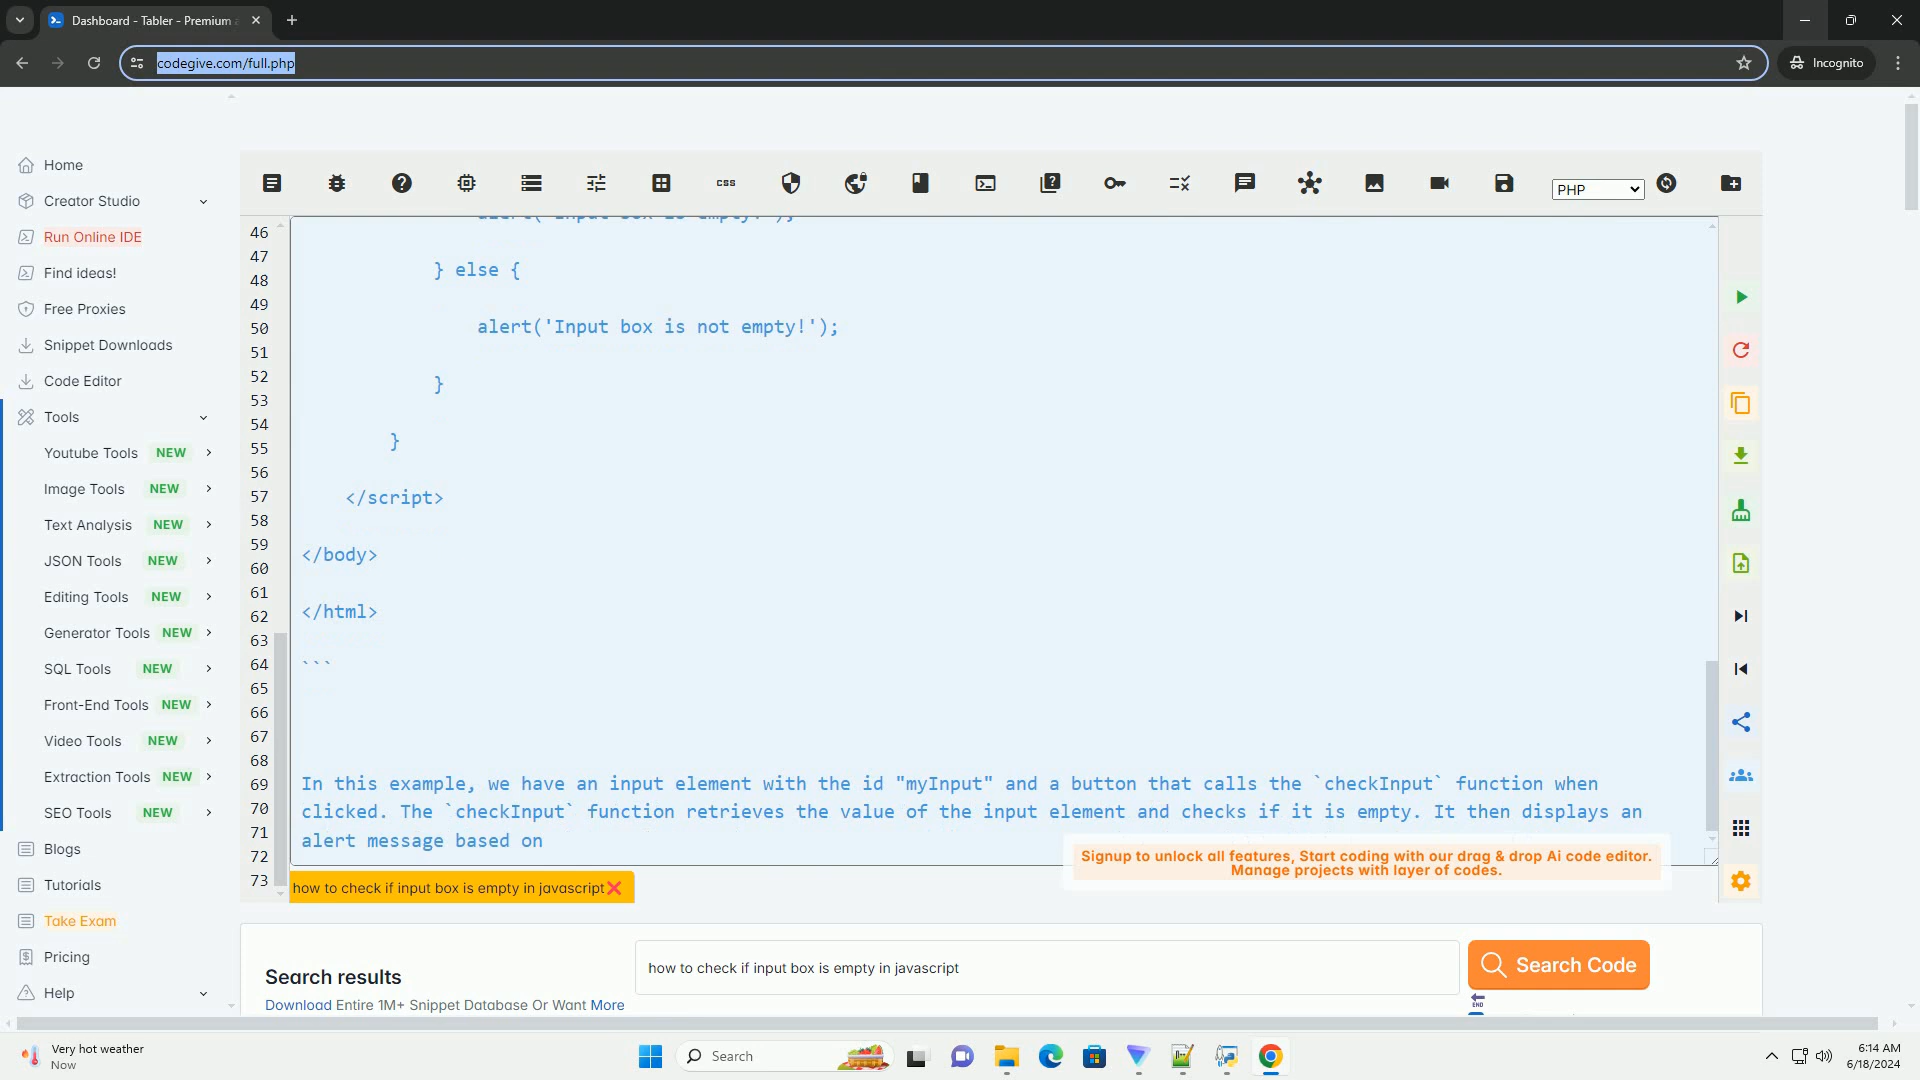 Dashboard - Tabler - Premium
codegive.com/full.php
Incognito
Home
Creator Studio
Run Online IDE
Find ideas!
Free Proxies
Snippet Downloads
Code Editor
Tools
Youtube Tools NEW
Image Tools NEW
Text Analysis NEW
JSON Tools NEW
Editing Tools NEW
Generator Tools NEW
SQL Tools NEW
Front-End Tools NEW
Video Tools NEW
Extraction Tools NEW
SEO Tools NEW
Blogs
Tutorials
Take Exam
Pricing
Help
css
PHP
46
47
48
49
50
51
52
53
54
55
56
57
58
59
60
61
62
63
64
65
66
67
68
69
70
71
72
73
} else {
alert('Input box is not empty!');
}
}
</script>
</body>
</html>
```
In this example, we have an input element with the id "myInput" and a button that calls the `checkInput` function when
clicked. The `checkInput` function retrieves the value of the input element and checks if it is empty. It then displays an
alert message based on
Signup to unlock all features, Start coding with our drag & drop Ai code editor.
Manage projects with layer of codes.
how to check if input box is empty in javascript❌
Search results
how to check if input box is empty in javascript
Search Code
Download Entire 1M+ Snippet Database Or Want More
END
Very hot weather
Now
Search
6:14 AM
6/18/2024